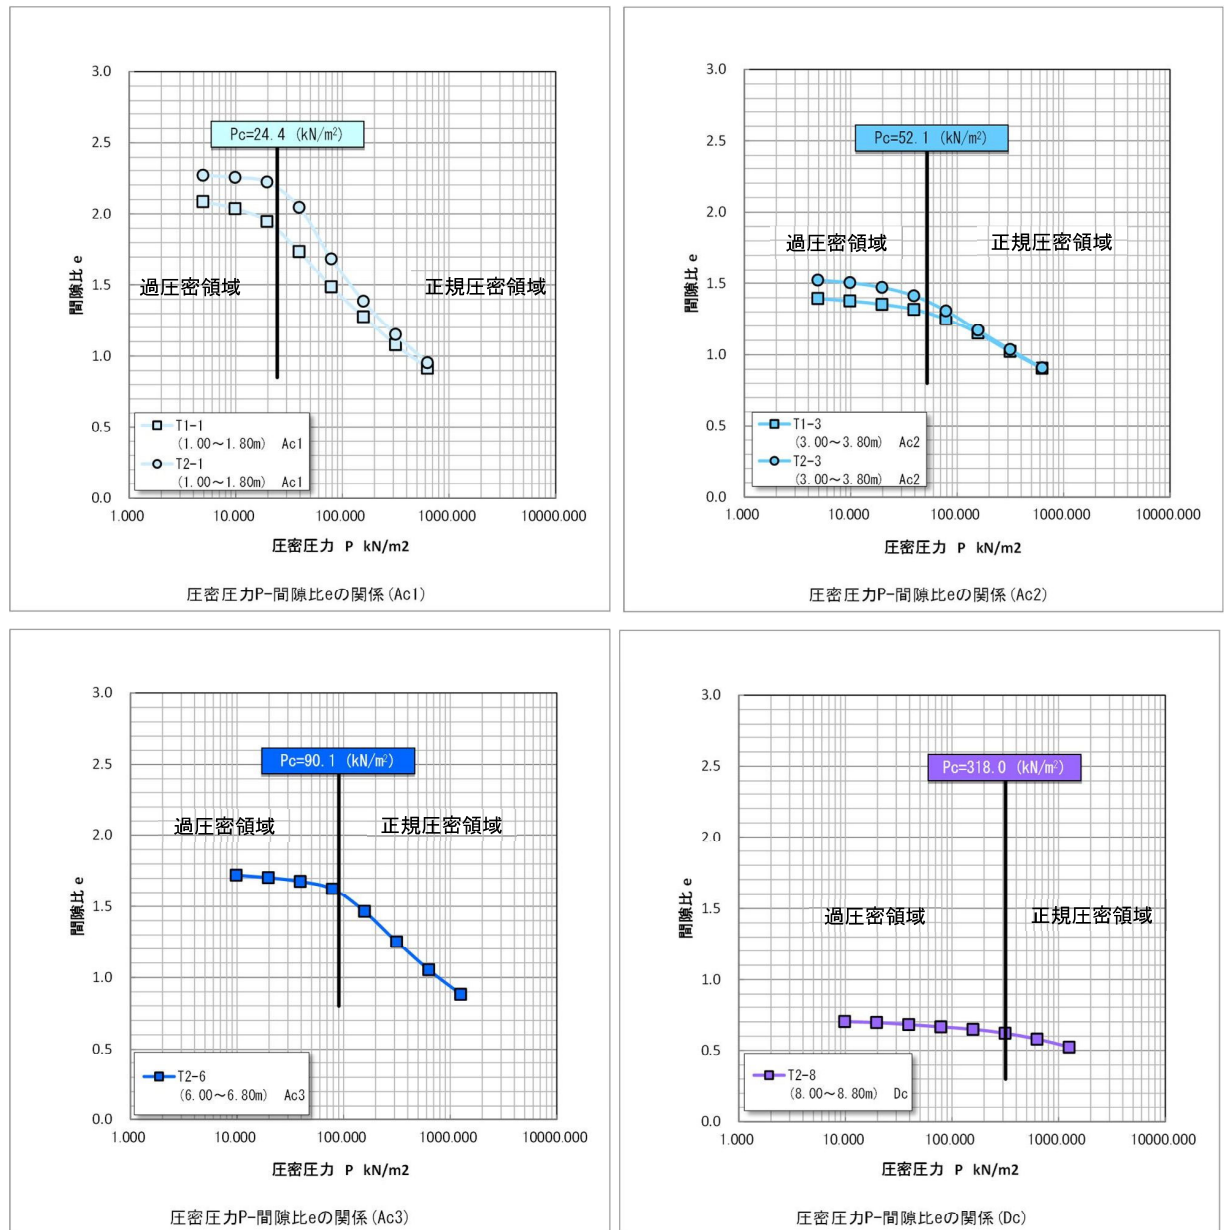 3.0
Pc=24.4 (kN/m²)
2.5
2.0
過圧密領域
正規圧密領域
1.5
間隙比 e
1.0
T1-1
(1.00～1.80m) Ac1
T2-1
(1.00～1.80m) Ac1
0.5
0.0
1.000 10.000 100.000 1000.000 10000.000
圧密圧力 P kN/m2
圧密圧力P-間隙比eの関係(Ac1)
3.0
Pc=52.1 (kN/m²)
2.5
2.0
過圧密領域
正規圧密領域
1.5
間隙比 e
1.0
T1-3
(3.00～3.80m) Ac2
T2-3
(3.00～3.80m) Ac2
0.5
0.0
1.000 10.000 100.000 1000.000 10000.000
圧密圧力 P kN/m2
圧密圧力P-間隙比eの関係(Ac2)
3.0
Pc=90.1 (kN/m²)
2.5
2.0
過圧密領域
正規圧密領域
1.5
間隙比 e
1.0
0.5
T2-6
(6.00～6.80m) Ac3
0.0
1.000 10.000 100.000 1000.000 10000.000
圧密圧力 P kN/m2
圧密圧力P-間隙比eの関係(Ac3)
3.0
Pc=318.0 (kN/m²)
2.5
2.0
1.5
過圧密領域
正規圧密領域
間隙比 e
1.0
0.5
T2-8
(8.00～8.80m) Dc
0.0
1.000 10.000 100.000 1000.000 10000.000
圧密圧力 P kN/m2
圧密圧力P-間隙比eの関係(Dc)